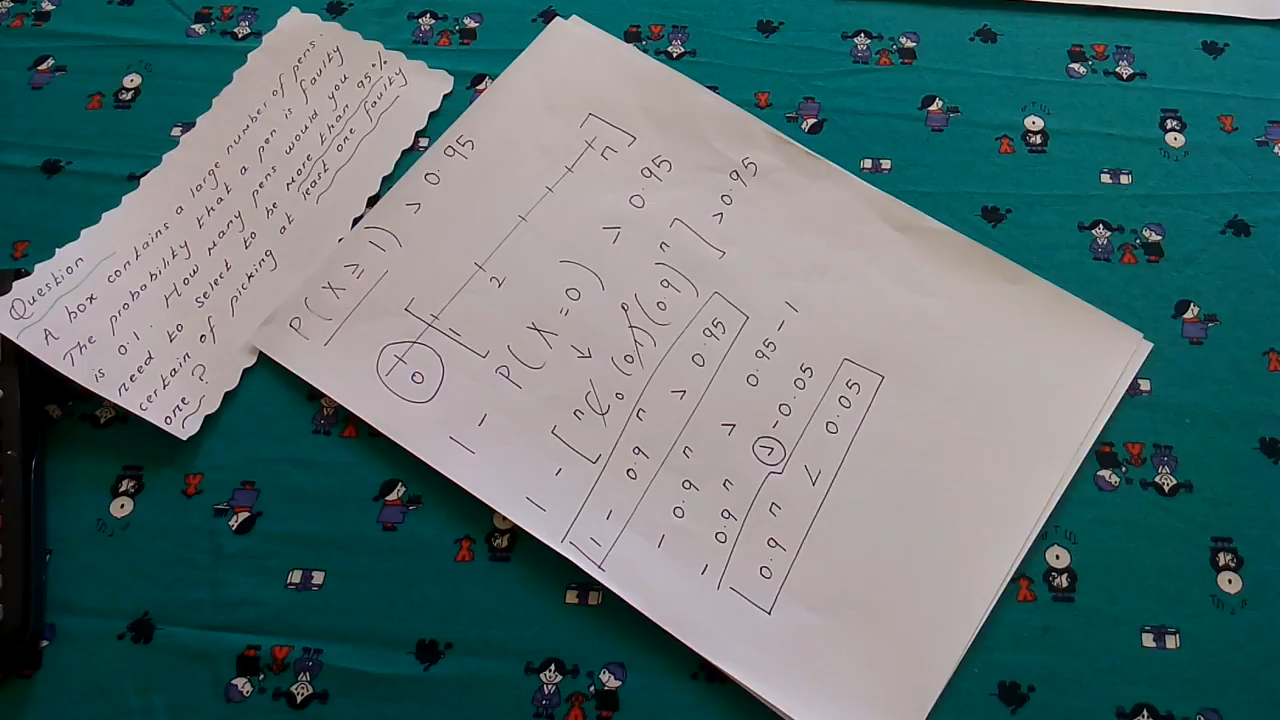 Question
A box contains a large number of pens.
The probability that a pen is faulty
is 0.1. How many pens would you
need to select to be more than 95%
certain of picking at least one faulty
one?
P(X ≥ 1) > 0.95
0 1 2 n
1 - P(X = 0) > 0.95
1 - [ⁿC₀ (0.1)⁰ (0.9)ⁿ] > 0.95
1 - 0.9ⁿ > 0.95
- 0.9ⁿ > 0.95 - 1
- 0.9ⁿ > - 0.05
0.9ⁿ < 0.05